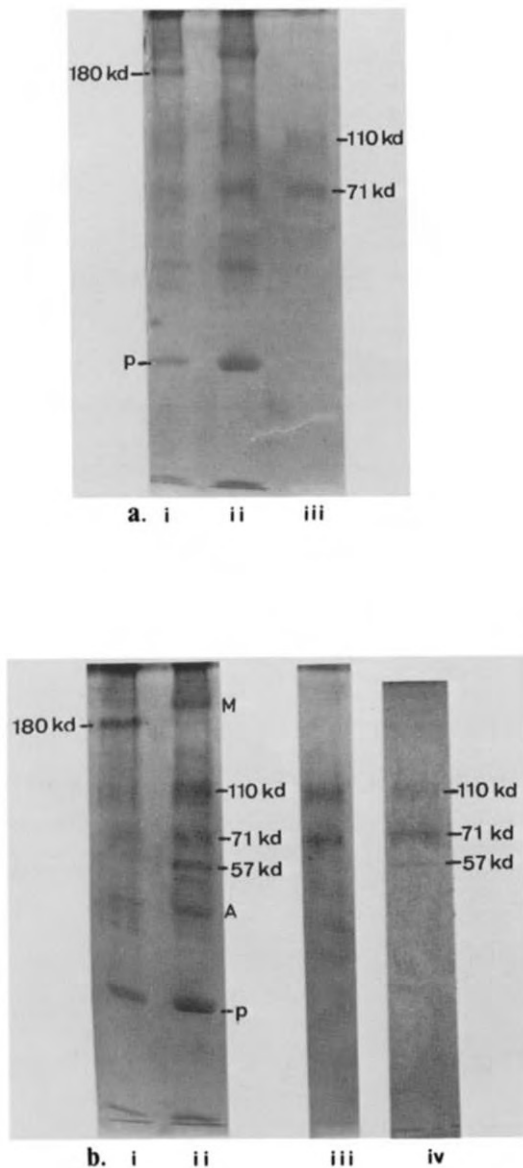 180 kd
110 kd
71 kd
p
a. i ii iii
M
180 kd
110 kd 110 kd
71 kd 71 kd
57 kd 57 kd
A
p
b. i ii iii iv